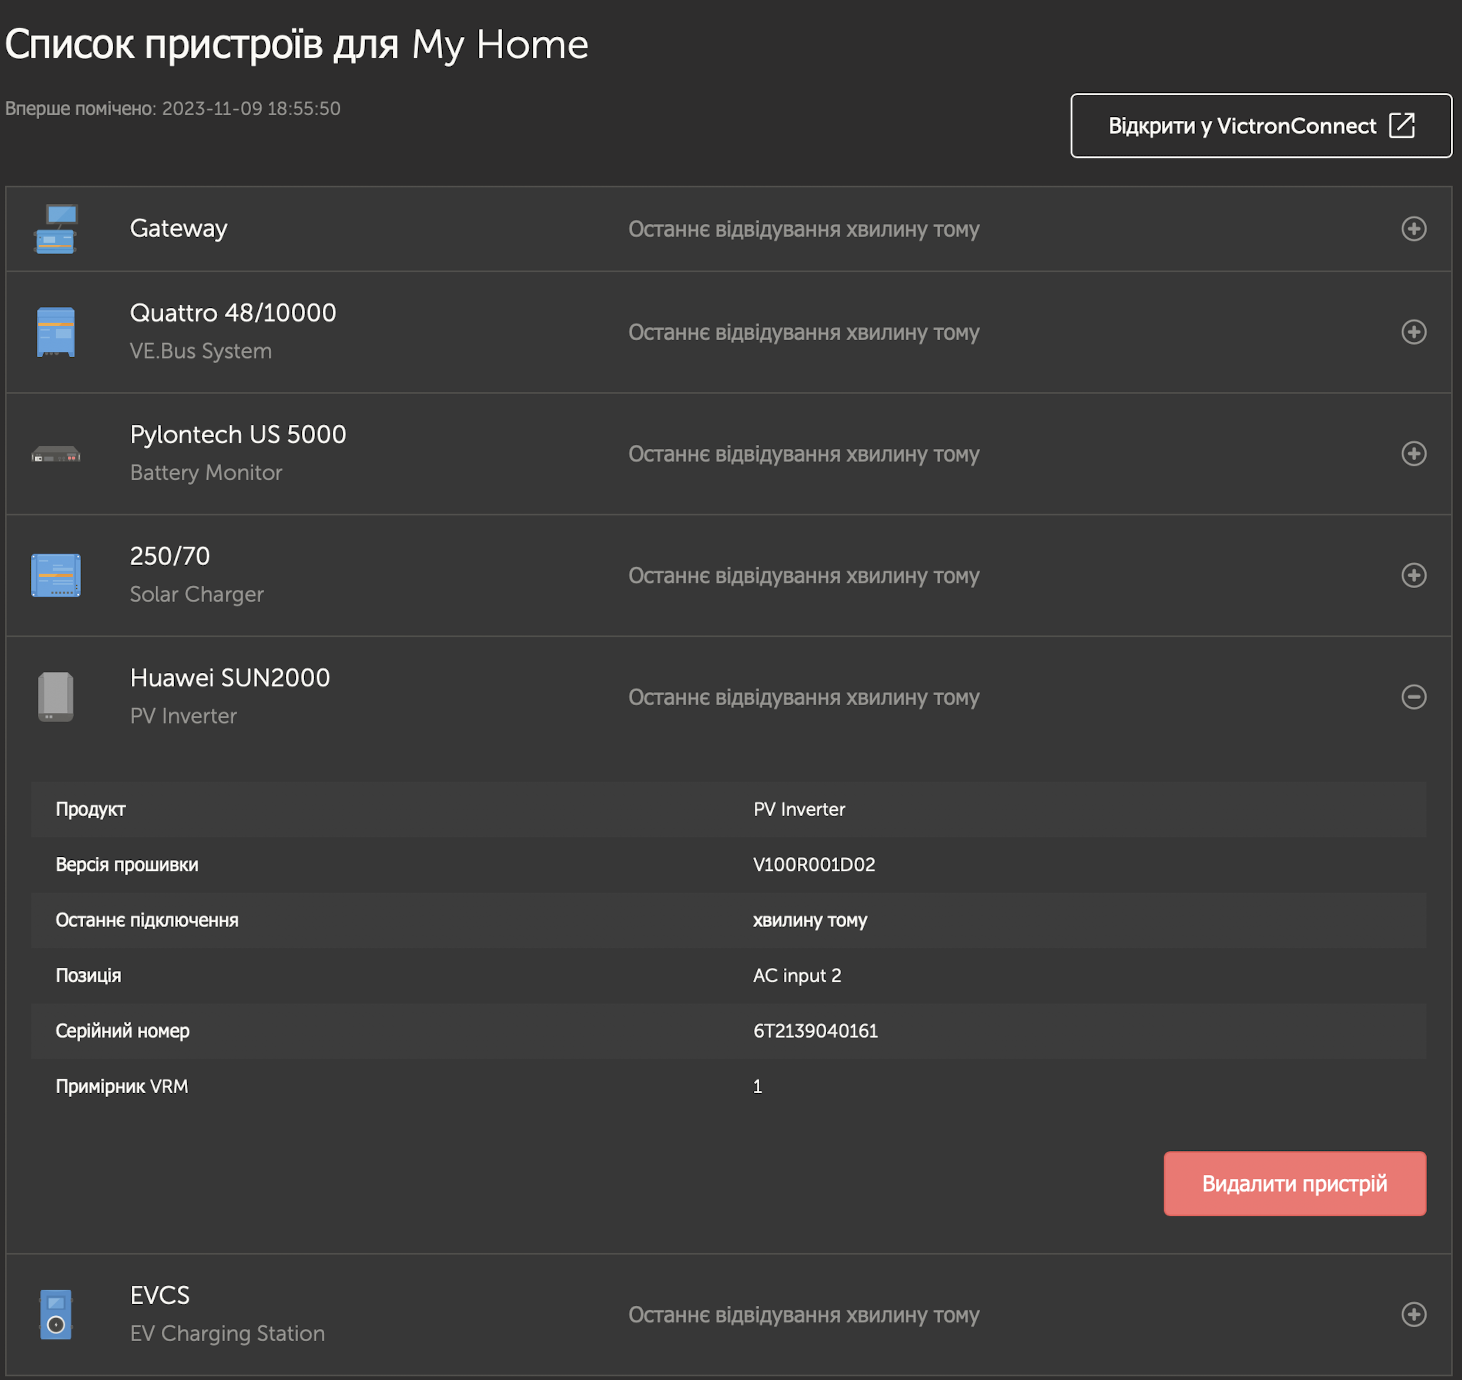 Список пристроїв для My Home
Вперше помічено: 2023-11-09 18:55:50
Відкрити у VictronConnect
Gateway
Останнє відвідування хвилину тому
Quattro 48/10000
VE.Bus System
Останнє відвідування хвилину тому
Pylontech US 5000
Battery Monitor
Останнє відвідування хвилину тому
250/70
Solar Charger
Останнє відвідування хвилину тому
Huawei SUN2000
PV Inverter
Останнє відвідування хвилину тому
Продукт PV Inverter
Версія прошивки V100R001D02
Останнє підключення хвилину тому
Позиція AC input 2
Серійний номер 6T2139040161
Примірник VRM 1
Видалити пристрій
EVCS
EV Charging Station
Останнє відвідування хвилину тому